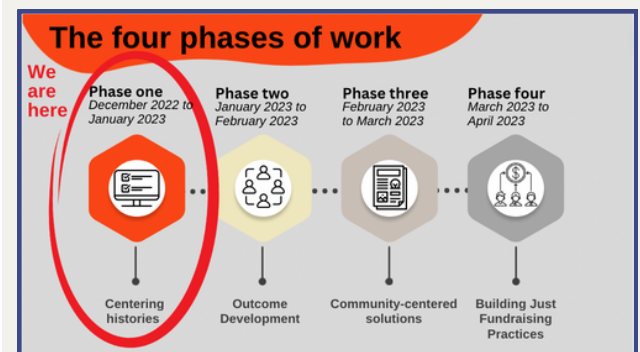 The four phases of work
We
are
here
Phase one
December 2022 to
January 2023
Phase two
January 2023 to
February 2023
Phase three
February 2023
to March 2023
Phase four
March 2023 to
April 2023
$
Centering
histories
Outcome
Development
Community-centered
solutions
Building Just
Fundraising
Practices